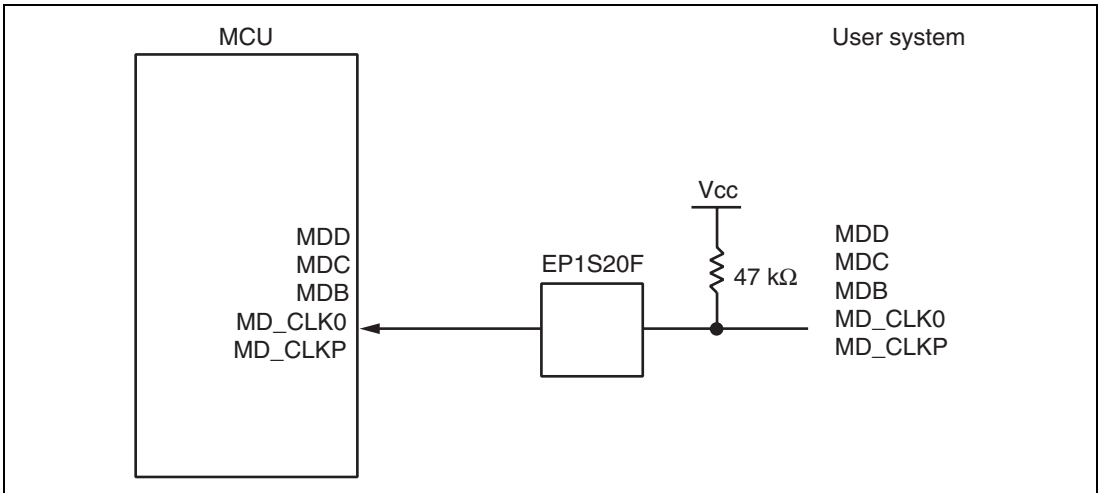 MCU
User system
Vcc
MDD
MDC
MDB
MD_CLK0
MD_CLKP
EP1S20F
47 kΩ
MDD
MDC
MDB
MD_CLK0
MD_CLKP